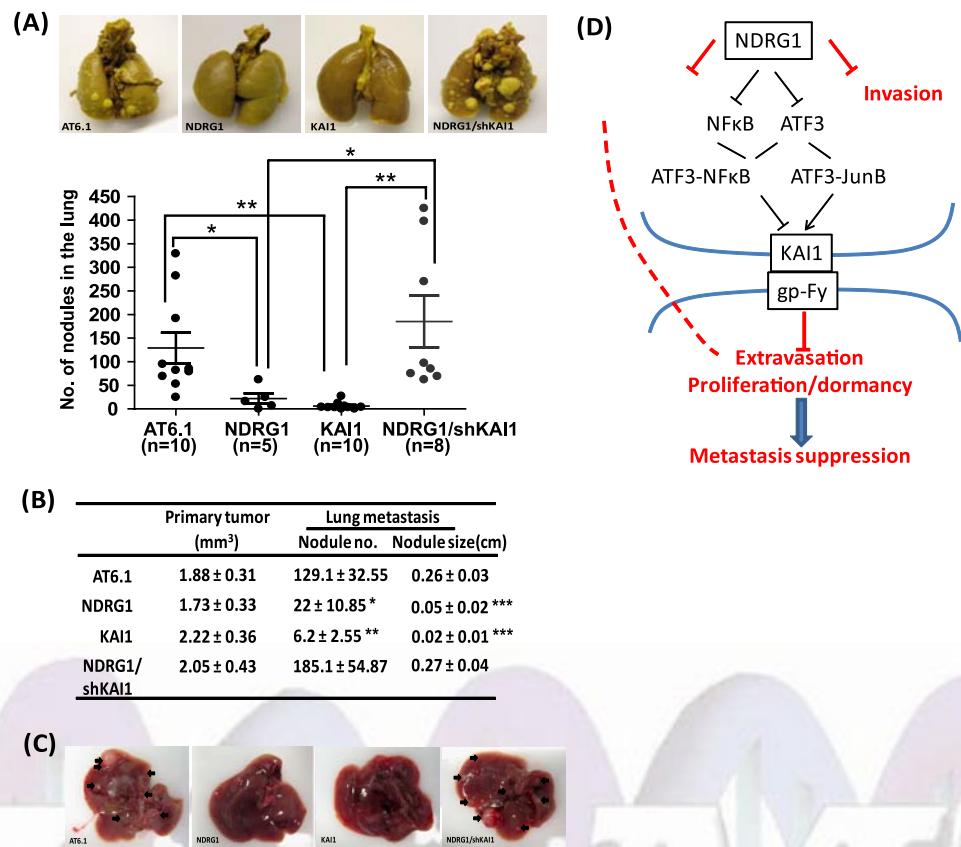 (A)
AT6.1
NDRG1
KAI1
NDRG1/shKAI1
*
**
*
**
No. of nodules in the lung
450
400
350
300
250
200
150
100
50
0
AT6.1 NDRG1 KAI1 NDRG1/shKAI1
(n=10) (n=5) (n=10) (n=8)
(B)
Primary tumor Lung metastasis
(mm³) Nodule no. Nodule size(cm)
AT6.1 1.88 ± 0.31 129.1 ± 32.55 0.26 ± 0.03
NDRG1 1.73 ± 0.33 22 ± 10.85 * 0.05 ± 0.02 ***
KAI1 2.22 ± 0.36 6.2 ± 2.55 ** 0.02 ± 0.01 ***
NDRG1/ 2.05 ± 0.43 185.1 ± 54.87 0.27 ± 0.04
shKAI1
(C)
AT6.1
NDRG1
KAI1
NDRG1/shKAI1
(D)
NDRG1
Invasion
NFκB ATF3
ATF3-NFκB ATF3-JunB
KAI1
gp-Fy
Extravasation
Proliferation/dormancy
Metastasis suppression